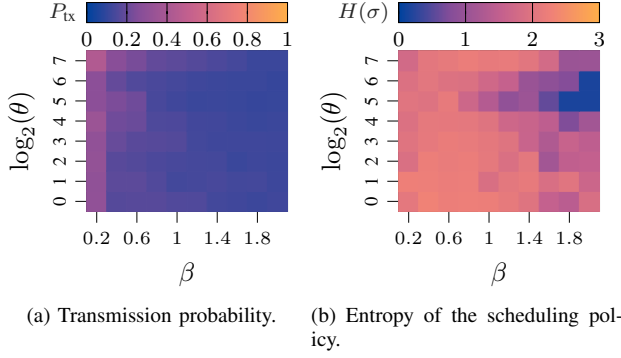 P_tx
0 0.2 0.4 0.6 0.8 1
log₂(θ)
7
6
5
4
3
2
1
0
0.2 0.6 1 1.4 1.8
β
(a) Transmission probability.
H(σ)
0 1 2 3
log₂(θ)
7
6
5
4
3
2
1
0
0.2 0.6 1 1.4 1.8
β
(b) Entropy of the scheduling pol-
icy.